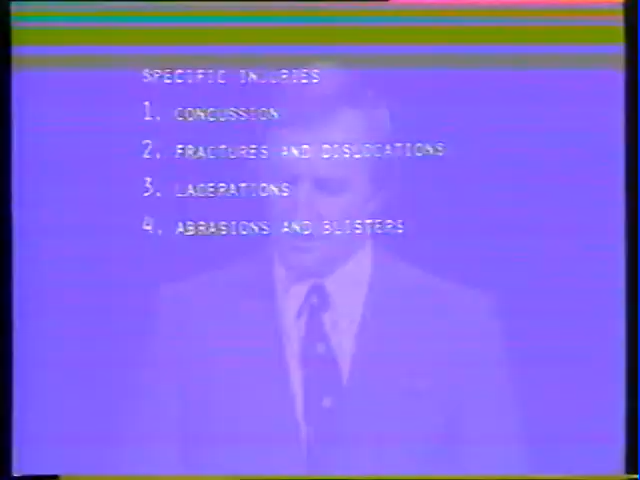 SPECIFIC INJURIES
1. CONCUSSION
2. FRACTURES AND DISLOCATIONS
3. LACERATIONS
4. ABRASIONS AND BLISTERS